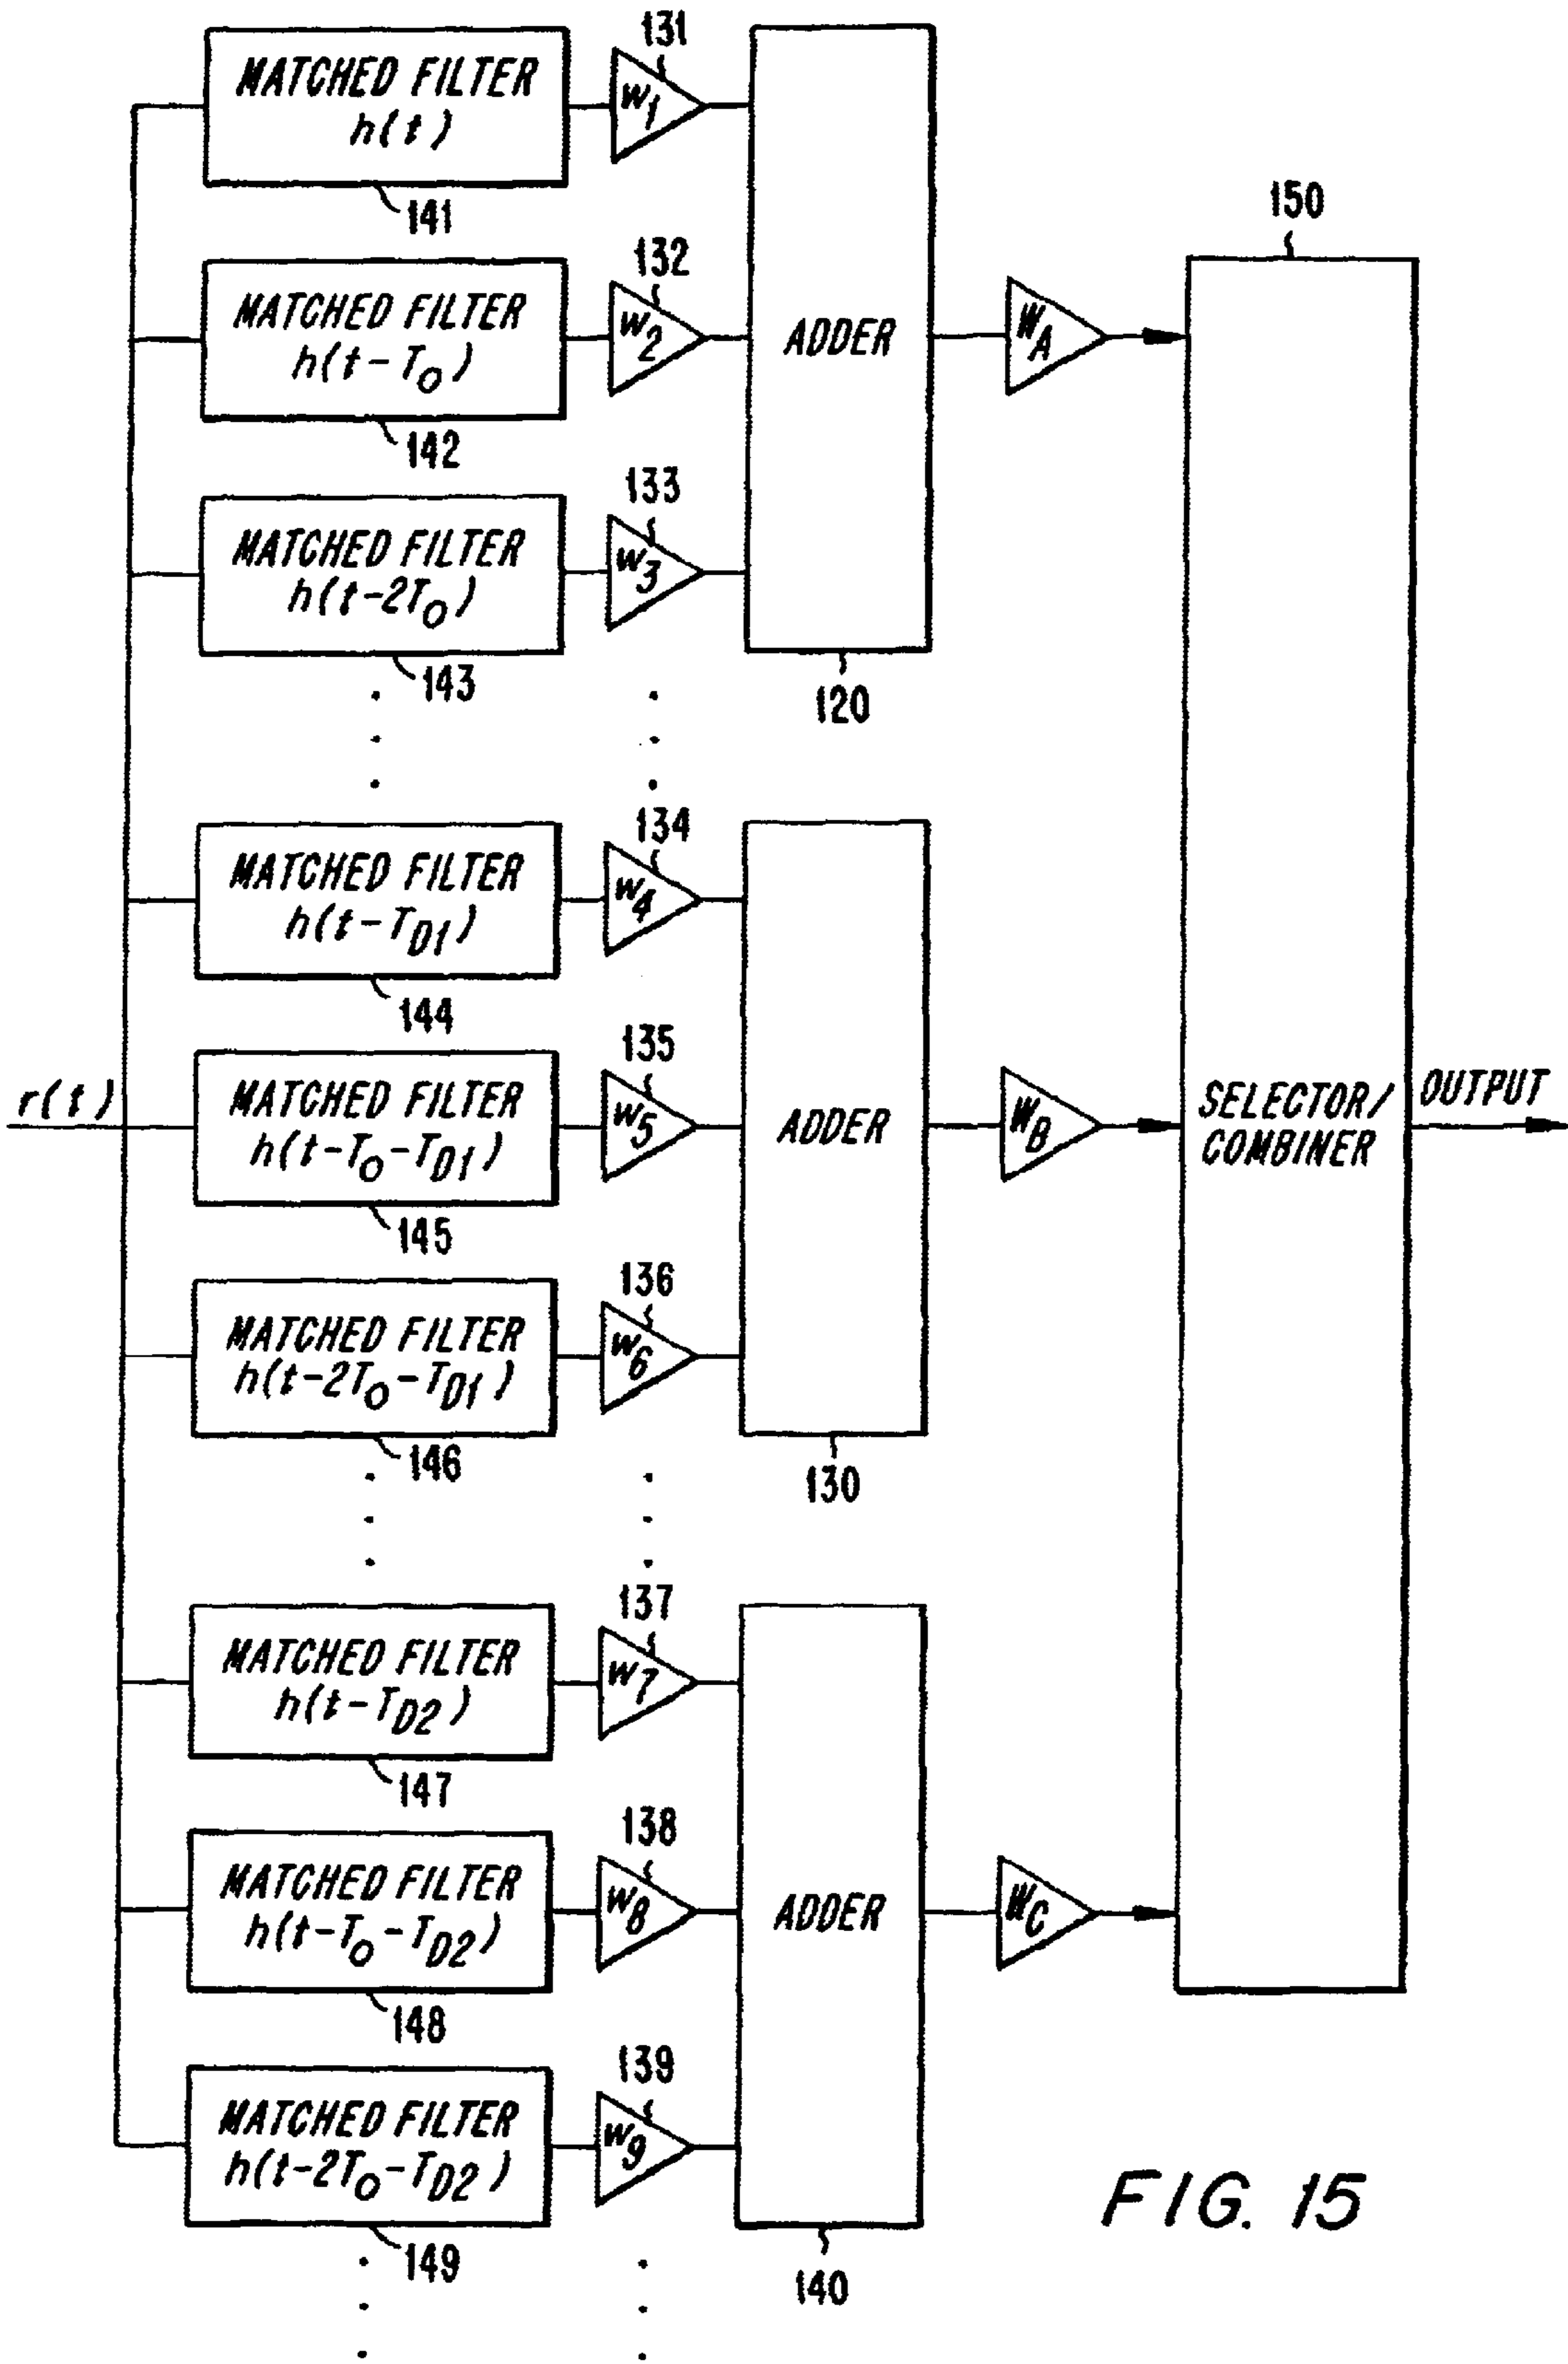 131
MATCHED FILTER
h(t)
w1
141
132
MATCHED FILTER
h(t-To)
w2
ADDER
WA
142
133
MATCHED FILTER
h(t-2To)
w3
143
120
150
134
MATCHED FILTER
h(t-TD1)
w4
144
135
r(t)
MATCHED FILTER
h(t-To-TD1)
w5
ADDER
WB
SELECTOR/
COMBINER
OUTPUT
145
136
MATCHED FILTER
h(t-2To-TD1)
w6
146
130
137
MATCHED FILTER
h(t-TD2)
w7
147
138
MATCHED FILTER
h(t-To-TD2)
w8
ADDER
WC
148
139
MATCHED FILTER
h(t-2To-TD2)
w9
149
140
FIG. 15